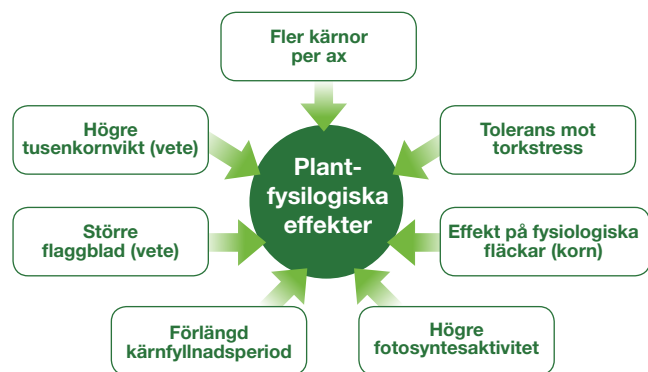 Fler kärnor
per ax
Högre
tusenkornvikt (vete)
Tolerans mot
torkstress
Plant-
fysilogiska
effekter
Större
flaggblad (vete)
Effekt på fysiologiska
fläckar (korn)
Förlängd
kärnfyllnadsperiod
Högre
fotosyntesaktivitet